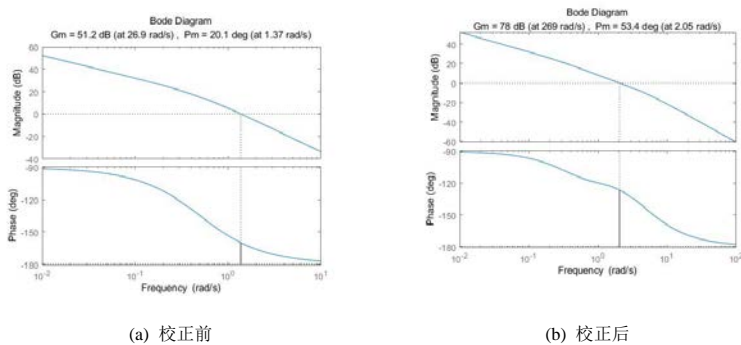 Bode Diagram
Gm = 51.2 dB (at 26.9 rad/s) , Pm = 20.1 deg (at 1.37 rad/s)
60
40
20
0
-20
-40
Magnitude (dB)
-90
-120
-150
-180
Phase (deg)
10^-2
10^-1
10^0
10^1
Frequency (rad/s)
(a) 校正前
Bode Diagram
Gm = 78 dB (at 269 rad/s) , Pm = 53.4 deg (at 2.05 rad/s)
40
20
0
-20
-40
-60
Magnitude (dB)
-90
-120
-150
-180
Phase (deg)
10^-2
10^-1
10^0
10^1
10^2
Frequency (rad/s)
(b) 校正后